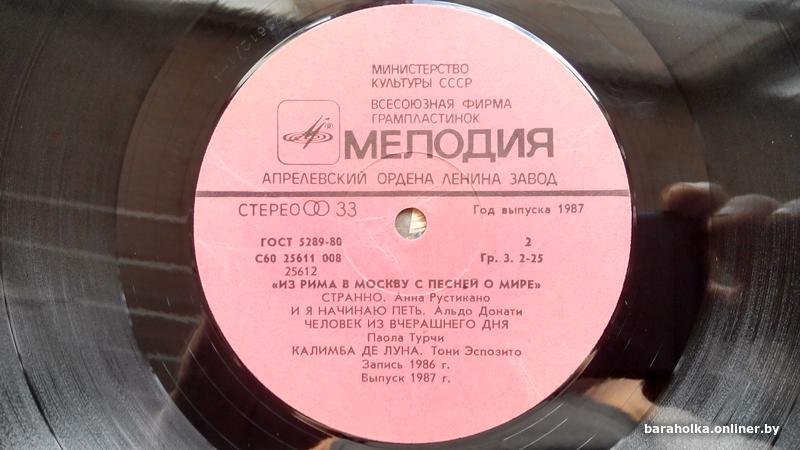 МИНИСТЕРСТВО
КУЛЬТУРЫ СССР
ВСЕСОЮЗНАЯ ФИРМА
ГРАМПЛАСТИНОК
МЕЛОДИЯ
АПРЕЛЕВСКИЙ ОРДЕНА ЛЕНИНА ЗАВОД
СТЕРЕО 33 Год выпуска 1987
ГОСТ 5289-80 2
С60 25611 008 Гр. 3. 2-25
25612
«ИЗ РИМА В МОСКВУ С ПЕСНЕЙ О МИРЕ»
СТРАННО. Анна Рустикано
И Я НАЧИНАЮ ПЕТЬ. Альдо Донати
ЧЕЛОВЕК ИЗ ВЧЕРАШНЕГО ДНЯ
Паола Турчи
КАЛИМБА ДЕ ЛУНА. Тони Эспозито
Запись 1986 г.
Выпуск 1987 г.
baraholka.onliner.by